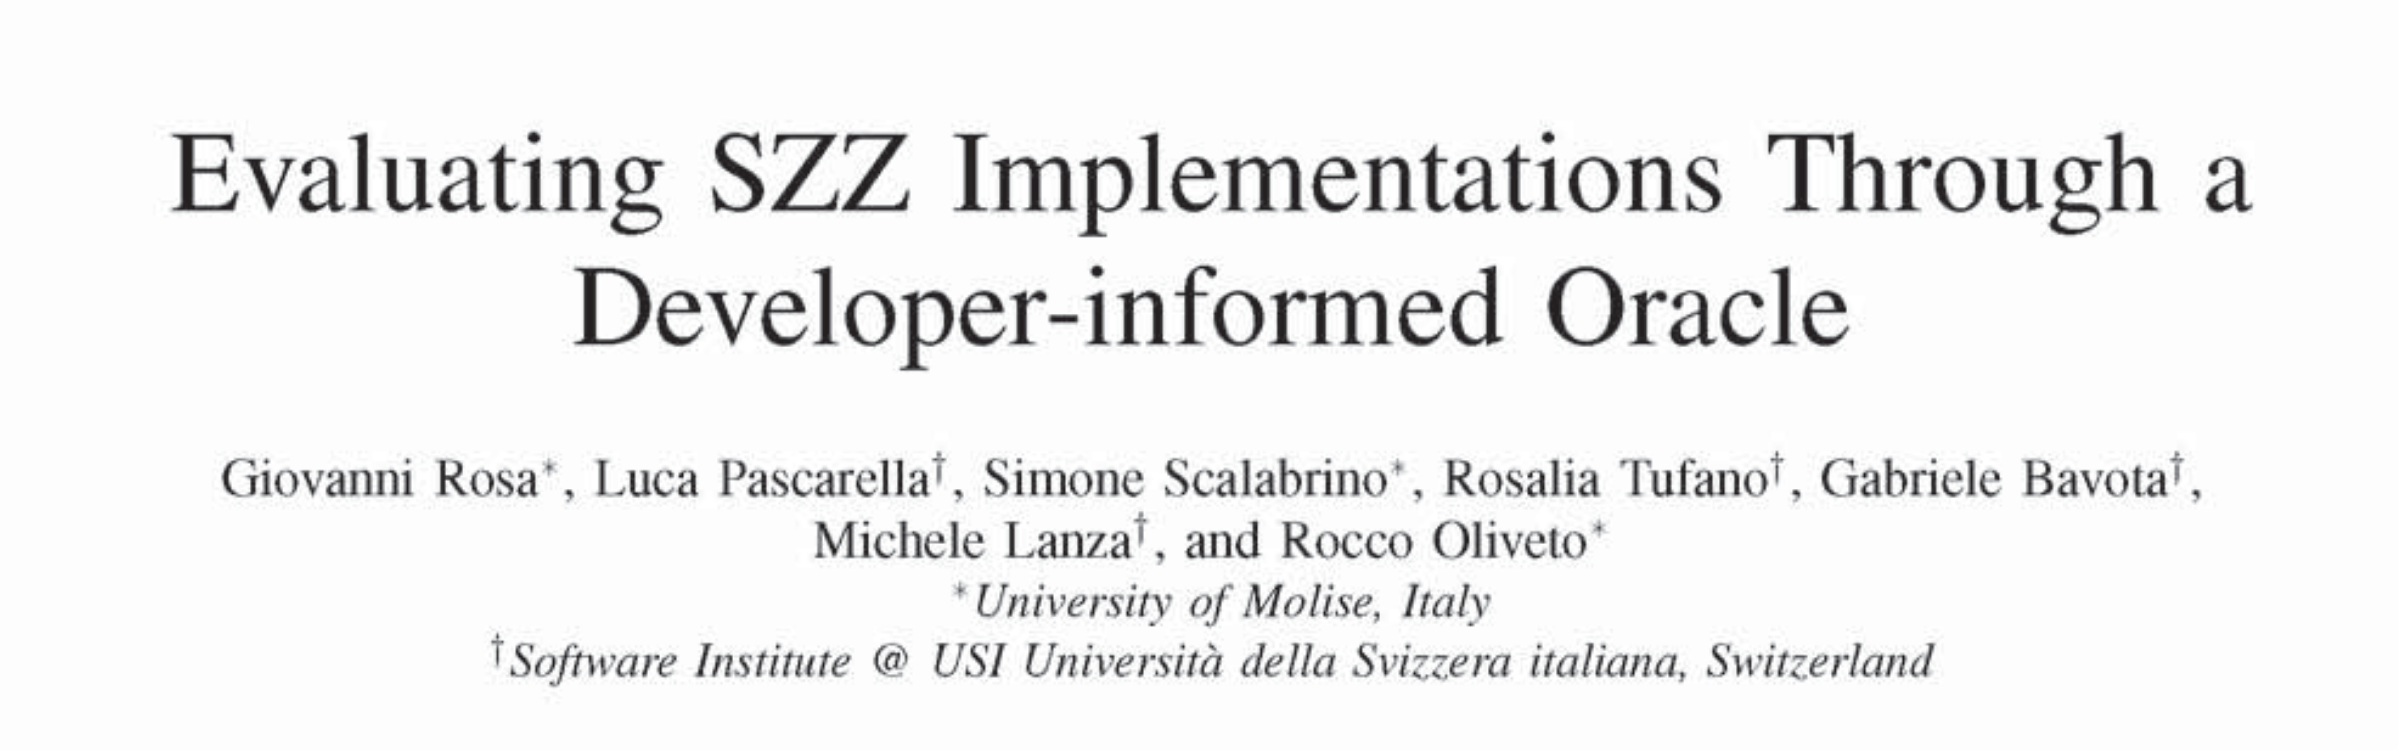 Evaluating SZZ Implementations Through a
Developer-informed Oracle
Giovanni Rosa*, Luca Pascarella†, Simone Scalabrino*, Rosalia Tufano†, Gabriele Bavota†,
Michele Lanza†, and Rocco Oliveto*
*University of Molise, Italy
†Software Institute @ USI Università della Svizzera italiana, Switzerland